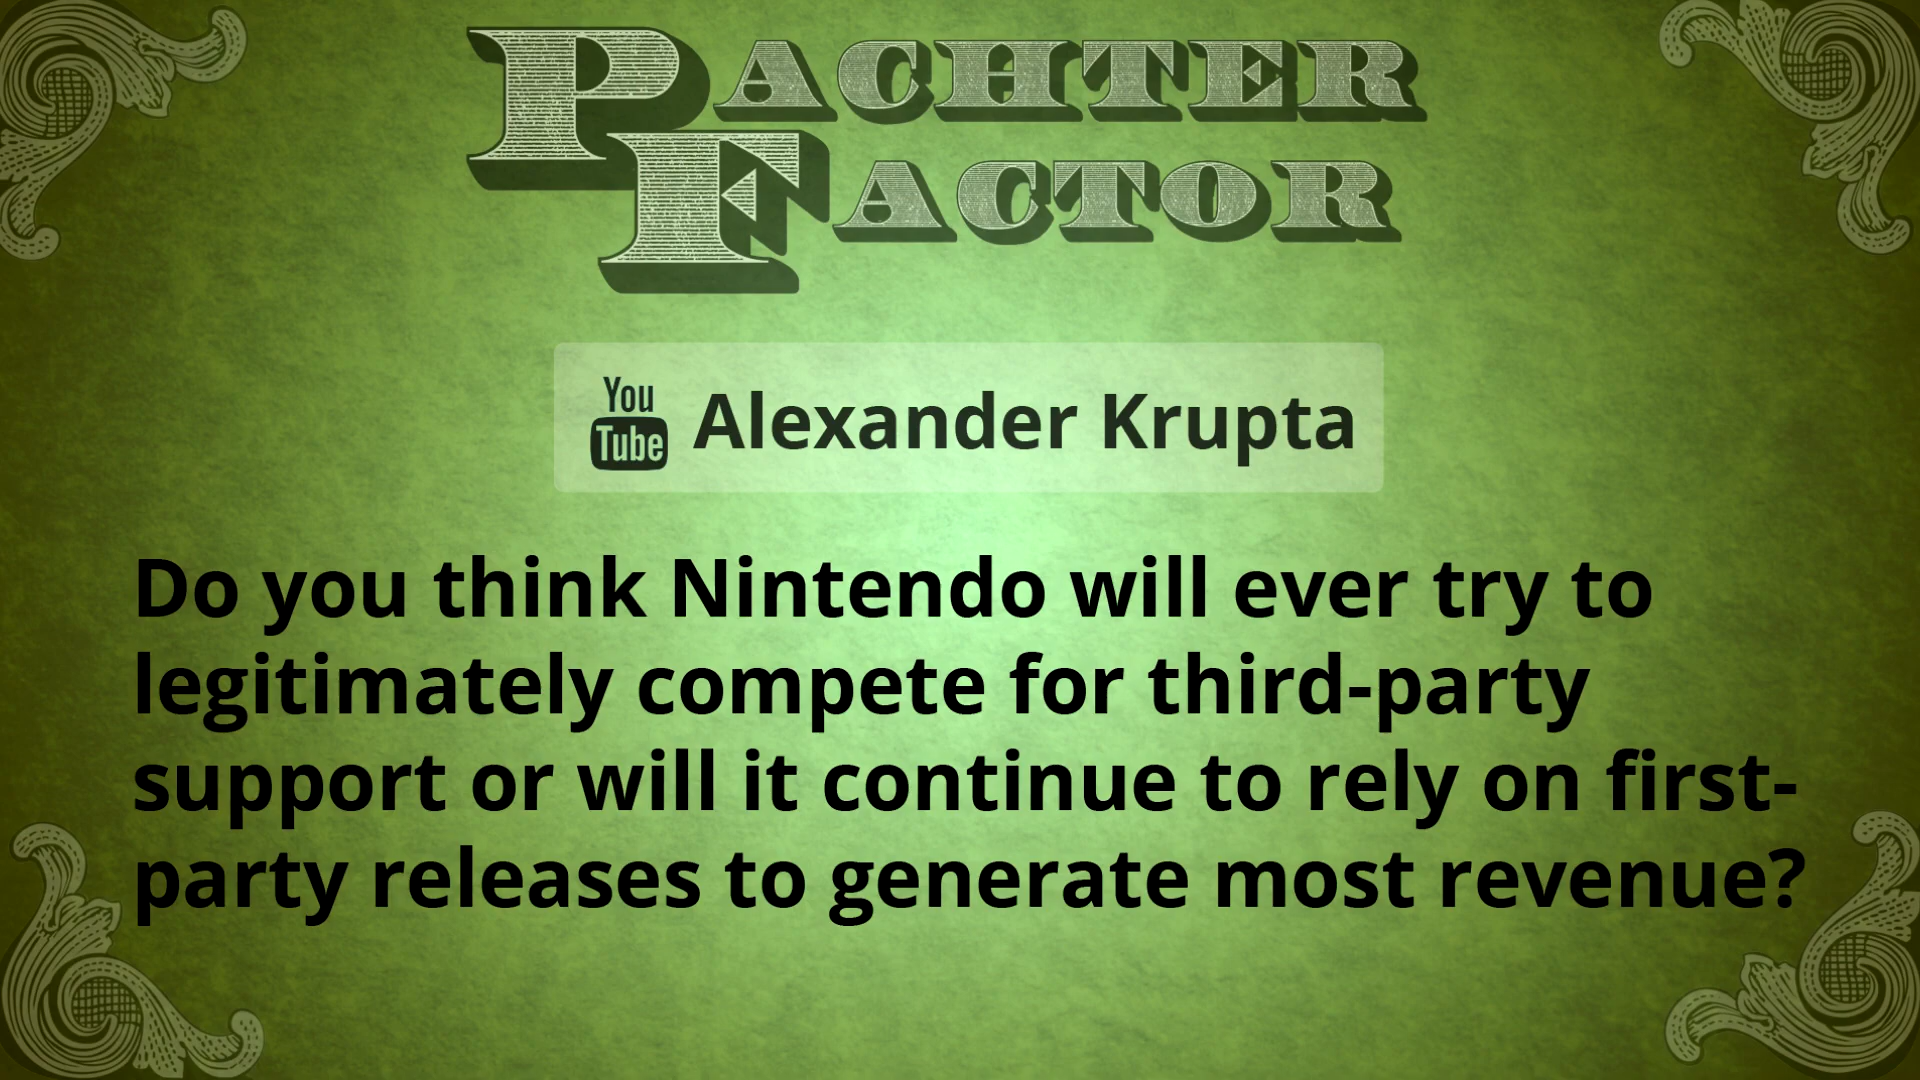 PACHTER
FACTOR
You
Tube
Alexander Krupta
Do you think Nintendo will ever try to
legitimately compete for third-party
support or will it continue to rely on first-
party releases to generate most revenue?